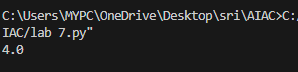 C:\Users\MYPC\OneDrive\Desktop\sri\AIAC>C:/
IAC/lab 7.py"
4.0